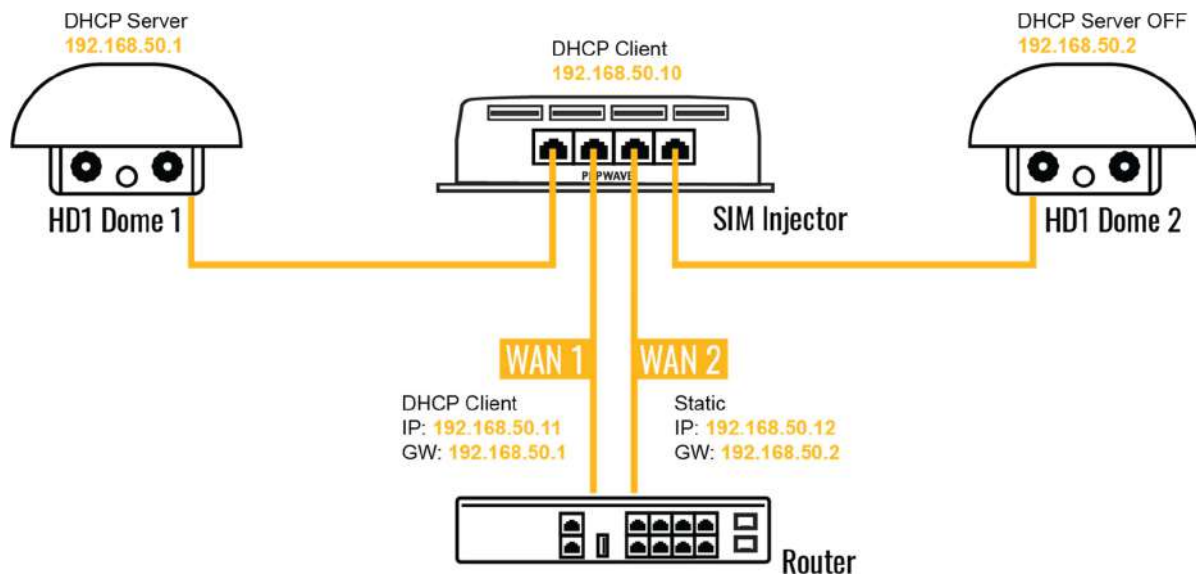 DHCP Server
192.168.50.1
DHCP Client
192.168.50.10
DHCP Server OFF
192.168.50.2
PEPWAVE
HD1 Dome 1
SIM Injector
HD1 Dome 2
WAN 1
WAN 2
DHCP Client
IP: 192.168.50.11
GW: 192.168.50.1
Static
IP: 192.168.50.12
GW: 192.168.50.2
Router